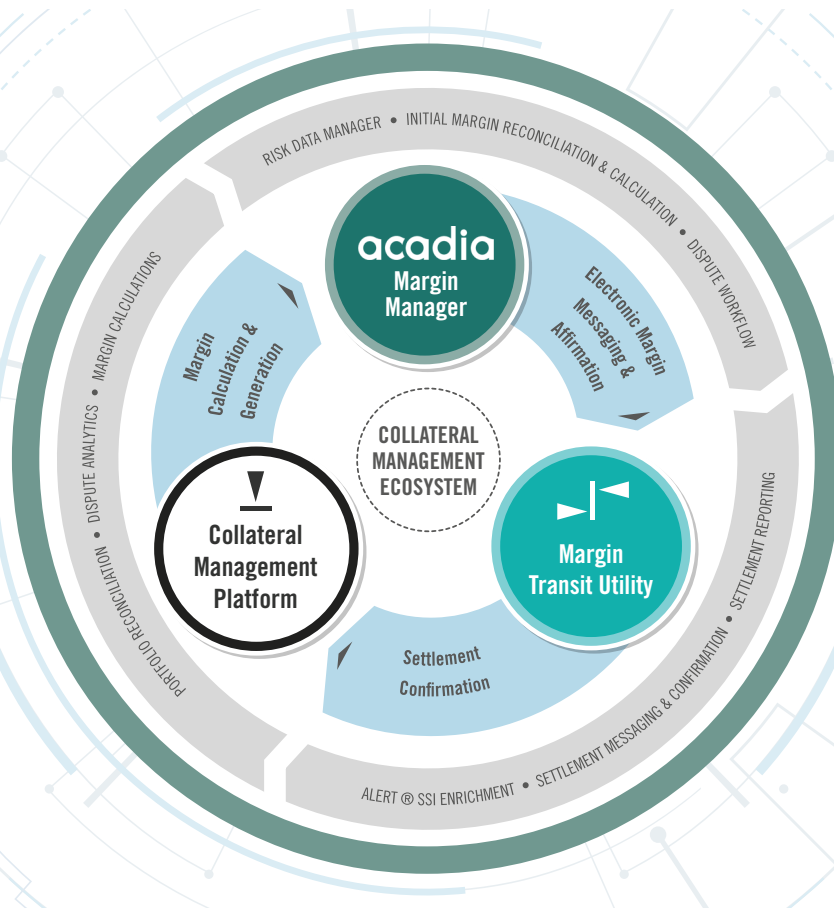 RISK DATA MANAGER • INITIAL MARGIN RECONCILIATION & CALCULATION • DISPUTE WORKFLOW
acadia
Margin
Manager
Electronic Margin
Messaging &
Affirmation
Margin
Calculation &
Generation
COLLATERAL
MANAGEMENT
ECOSYSTEM
Collateral
Management
Platform
Margin
Transit Utility
Settlement
Confirmation
PORTFOLIO RECONCILIATION • DISPUTE ANALYTICS • MARGIN CALCULATIONS
ALERT ® SSI ENRICHMENT • SETTLEMENT MESSAGING & CONFIRMATION • SETTLEMENT REPORTING